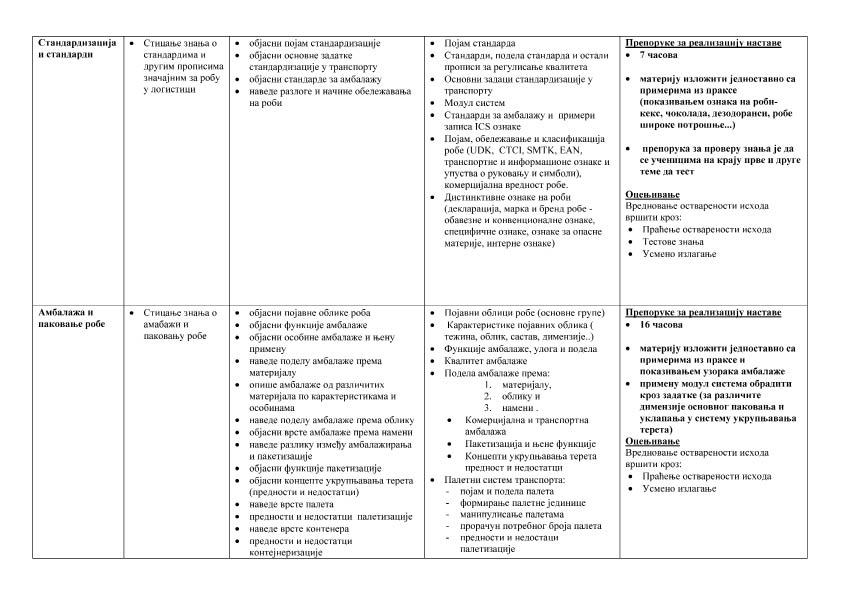 Стандардизација
и стандарди
• Стицање знања о
стандардима и
другим прописима
значајним за робу
у логистици
• објасни појам стандардизације
• објасни основне задатке
стандардизације у транспорту
• објасни стандарде за амбалажу
• наведе разлоге и начине обележавања
на роби
• Појам стандарда
• Стандарди, подела стандарда и остали
прописи за регулисање квалитета
• Основни задаци стандардизације у
транспорту
• Модул систем
• Стандарди за амбалажу и примери
записа ICS ознаке
• Појам, обележавање и класификација
робе (UDK, CTCI, SMTK, EAN,
транспортне и информационе ознаке и
упуства о руковању и симболи),
комерцијална вредност робе.
• Дистинктивне ознаке на роби
(декларација, марка и бренд робе -
обавезне и конвенционалне ознаке,
специфичне ознаке, ознаке за опасне
материје, интерне ознаке)
Препоруке за реализацију наставе
• 7 часова
• материју изложити једноставно са
примерима из праксе
(показивањем ознака на роби-
кекс, чоколада, дезодоранси, робе
широке потрошње...)
• препорука за проверу знања је да
се ученицима на крају прве и друге
теме да тест
Оцењивање
Вредновање остварености исхода
вршити кроз:
• Праћење остварености исхода
• Тестове знања
• Усмено излагање
Амбалажа и
паковање робе
• Стицање знања о
амабажи и
паковању робе
• објасни појавне облике роба
• објасни функције амбалаже
• објасни особине амбалаже и њену
примену
• наведе поделу амбалаже према
материјалу
• опише амбалаже од различитих
материјала по карактеристикама и
особинама
• наведе поделу амбалаже према облику
• објасни врсте амбалаже према намени
• наведе разлику између амбалажирања
и пакетизације
• објасни функције пакетизације
• објасни концепте укрупњавања терета
(предности и недостатци)
• наведе врсте палета
• предности и недостатци палетизације
• наведе врсте контенера
• предности и недостатци
контејнеризације
• Појавни облици робе (основне групе)
• Карактеристике појавних облика (
тежина, облик, састав, димензије..)
• Функције амбалаже, улога и подела
• Квалитет амбалаже
• Подела амбалаже према:
1. материјалу,
2. облику и
3. намени .
• Комерцијална и транспортна
амбалажа
• Пакетизација и њене функције
• Концепти укрупњавања терета
предност и недостатци
• Палетни систем транспорта:
- појам и подела палета
- формирање палетне јединице
- манипулисање палетама
- прорачун потребног броја палета
- предности и недостаци
палетизације
Препоруке за реализацију наставе
• 16 часова
• материју изложити једноставно са
примерима из праксе и
показивањем узорака амбалаже
• примену модул система обрадити
кроз задатке (за различите
димензије основног паковања и
уклапања у систему укрупњавања
терета)
Оцењивање
Вредновање остварености исхода
вршити кроз:
• Праћење остварености исхода
• Усмено излагање